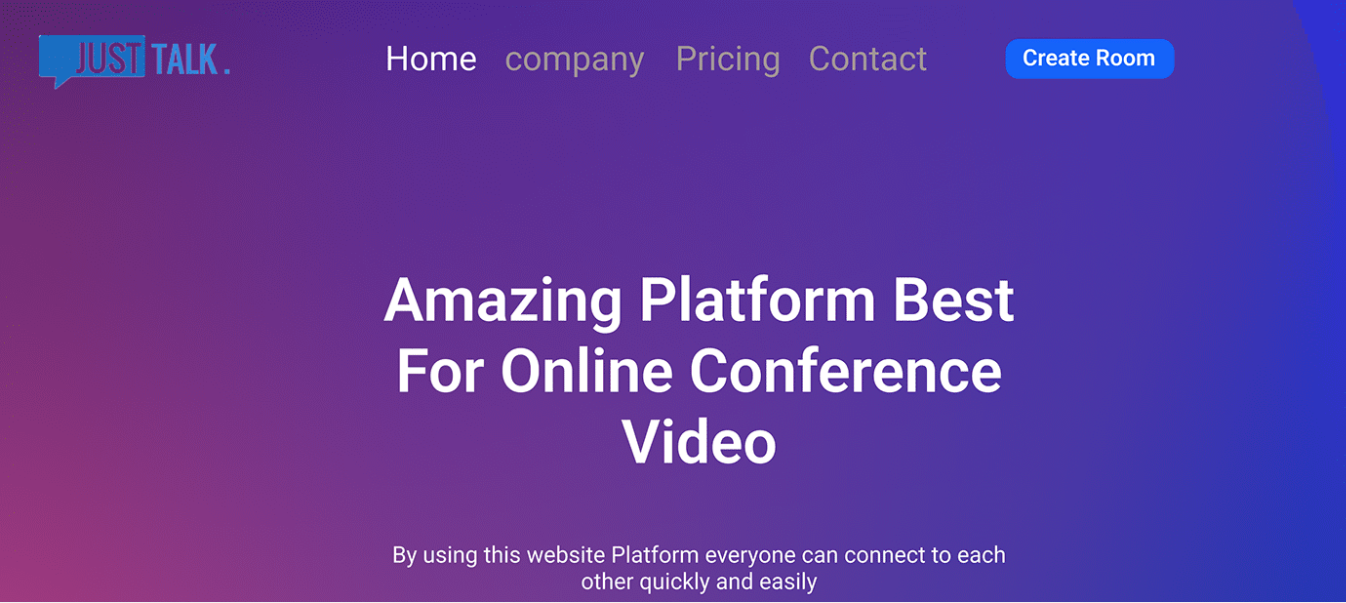 JUST TALK.
Home company Pricing Contact
Create Room
Amazing Platform Best
For Online Conference
Video
By using this website Platform everyone can connect to each
other quickly and easily